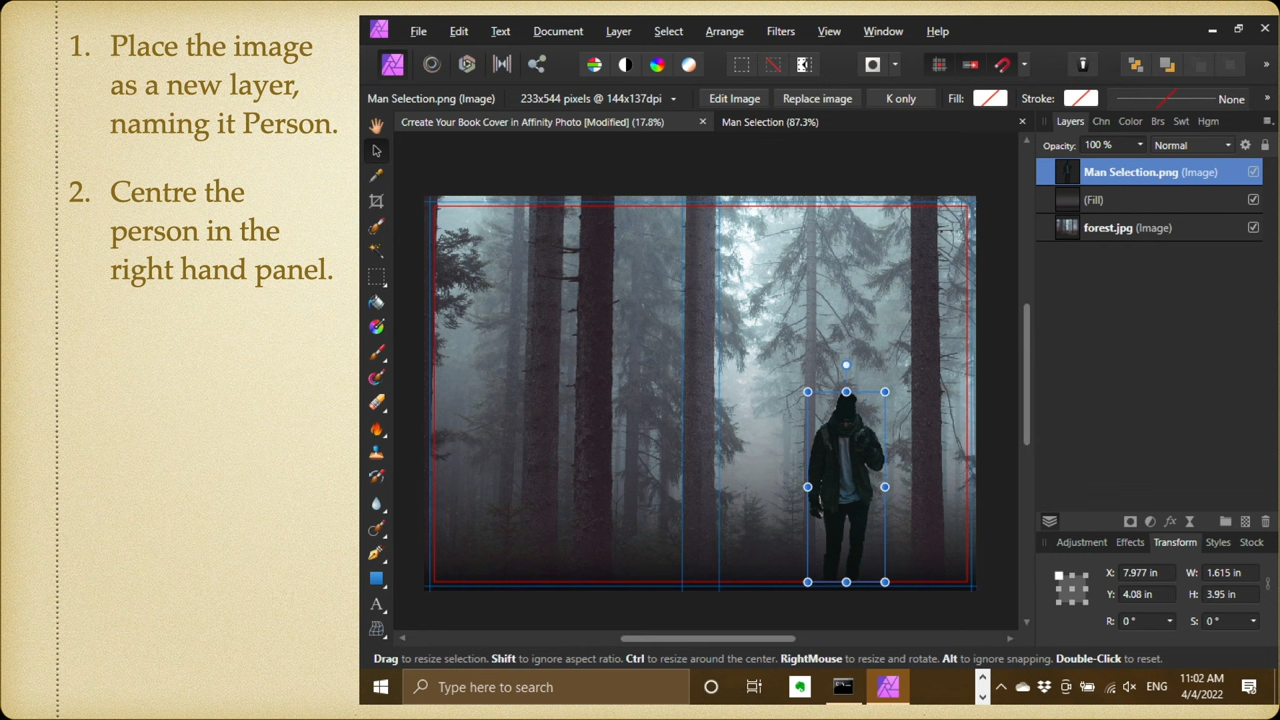 1. Place the image
as a new layer,
naming it Person.
2. Centre the
person in the
right hand panel.
File Edit Text Document Layer Select Arrange Filters View Window Help
Man Selection.png (Image) 233x544 pixels @ 144x137dpi Edit Image Replace image K only Fill: Stroke: None
Crreate Your Book Cover in Affinity Photo [Modified] (17.8%) Man Selection (87.3%) Layers Chn Color Brs Swt Hgm
Opacity: 100 % Normal
Man Selection.png (Image)
(Fill)
forest.jpg (Image)
Adjustment Effects Transform Styles Stock
X: 7.977 in W: 1.615 in
Y: 4.08 in H: 3.95 in
R: 0 ° S: 0 °
Drag to resize selection. Shift to ignore aspect ratio. Ctrl to resize around the center. RightMouse to resize and rotate. Alt to ignore snapping. Double-Click to reset.
Type here to search ENG 11:02 AM
4/4/2022